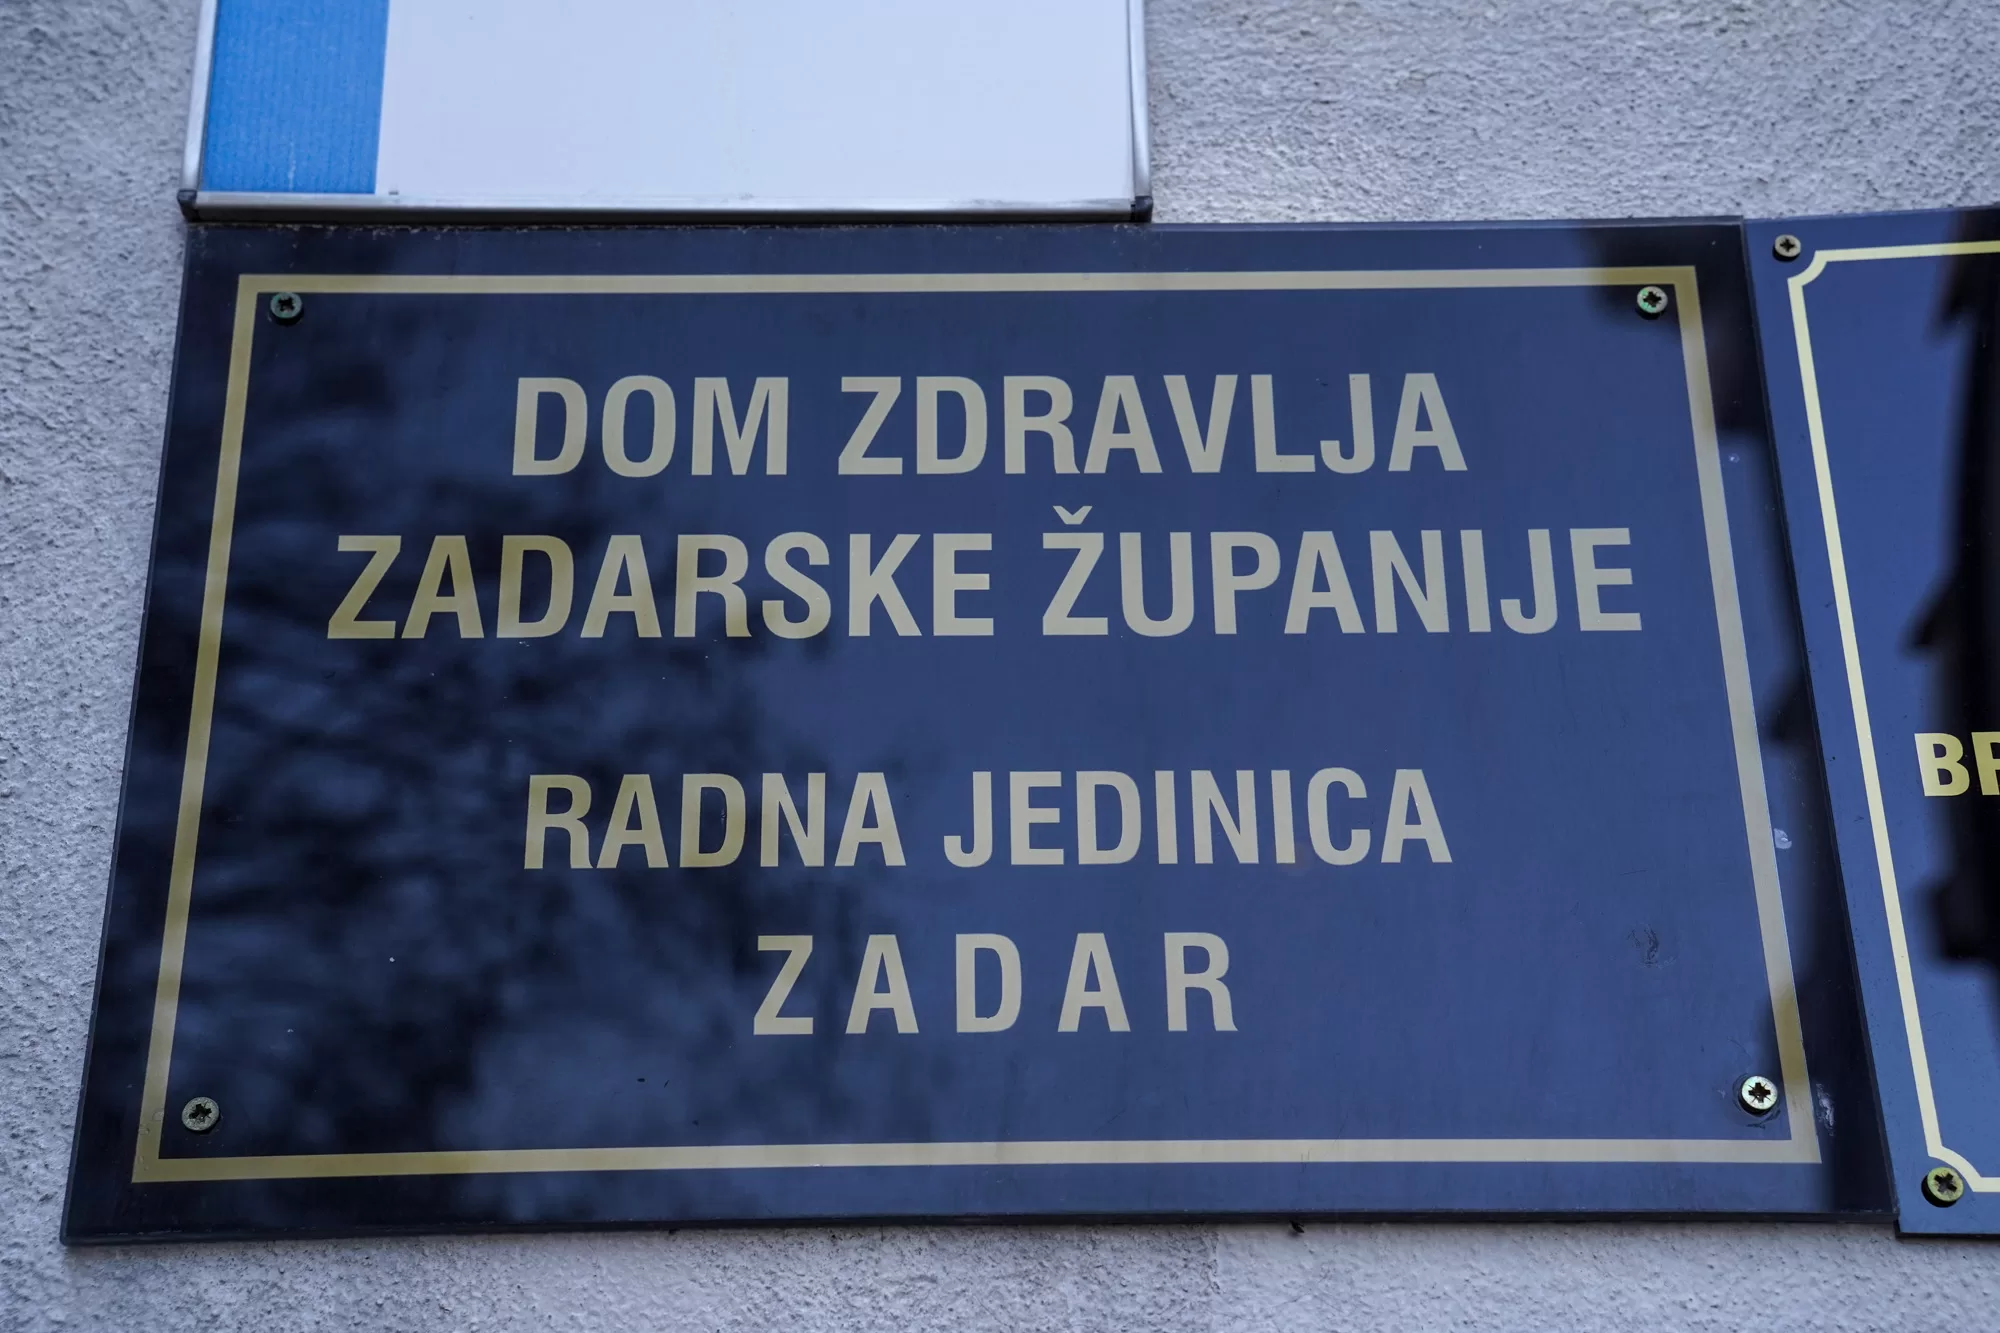 DOM ZDRAVLJA
ZADARSKE ŽUPANIJE
RADNA JEDINICA
ZADAR